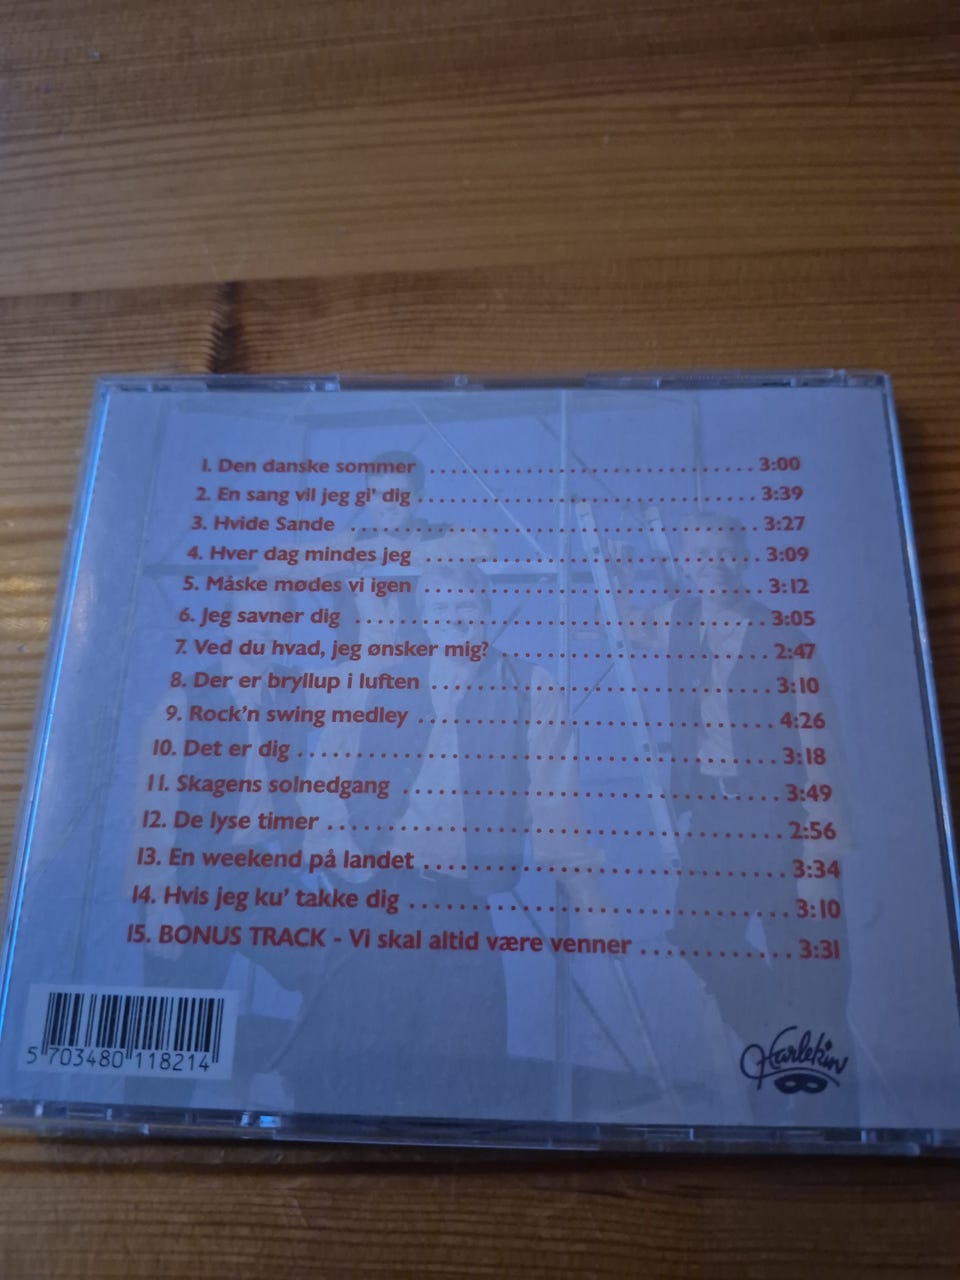 1. Den danske sommer .......................... 3:00
2. En sang vil jeg gi' dig .......................... 3:39
3. Hvide Sande .......................... 3:27
4. Hver dag mindes jeg .......................... 3:09
5. Måske mødes vi igen .......................... 3:12
6. Jeg savner dig .......................... 3:05
7. Ved du hvad, jeg ønsker mig? .......................... 2:47
8. Der er bryllup i luften .......................... 3:10
9. Rock'n swing medley .......................... 4:26
10. Det er dig .......................... 3:18
11. Skagens solnedgang .......................... 3:49
12. De lyse timer .......................... 2:56
13. En weekend på landet .......................... 3:34
14. Hvis jeg ku' takke dig .......................... 3:10
15. BONUS TRACK - Vi skal altid være venner ............ 3:31
5 703480 118214
Harlekin